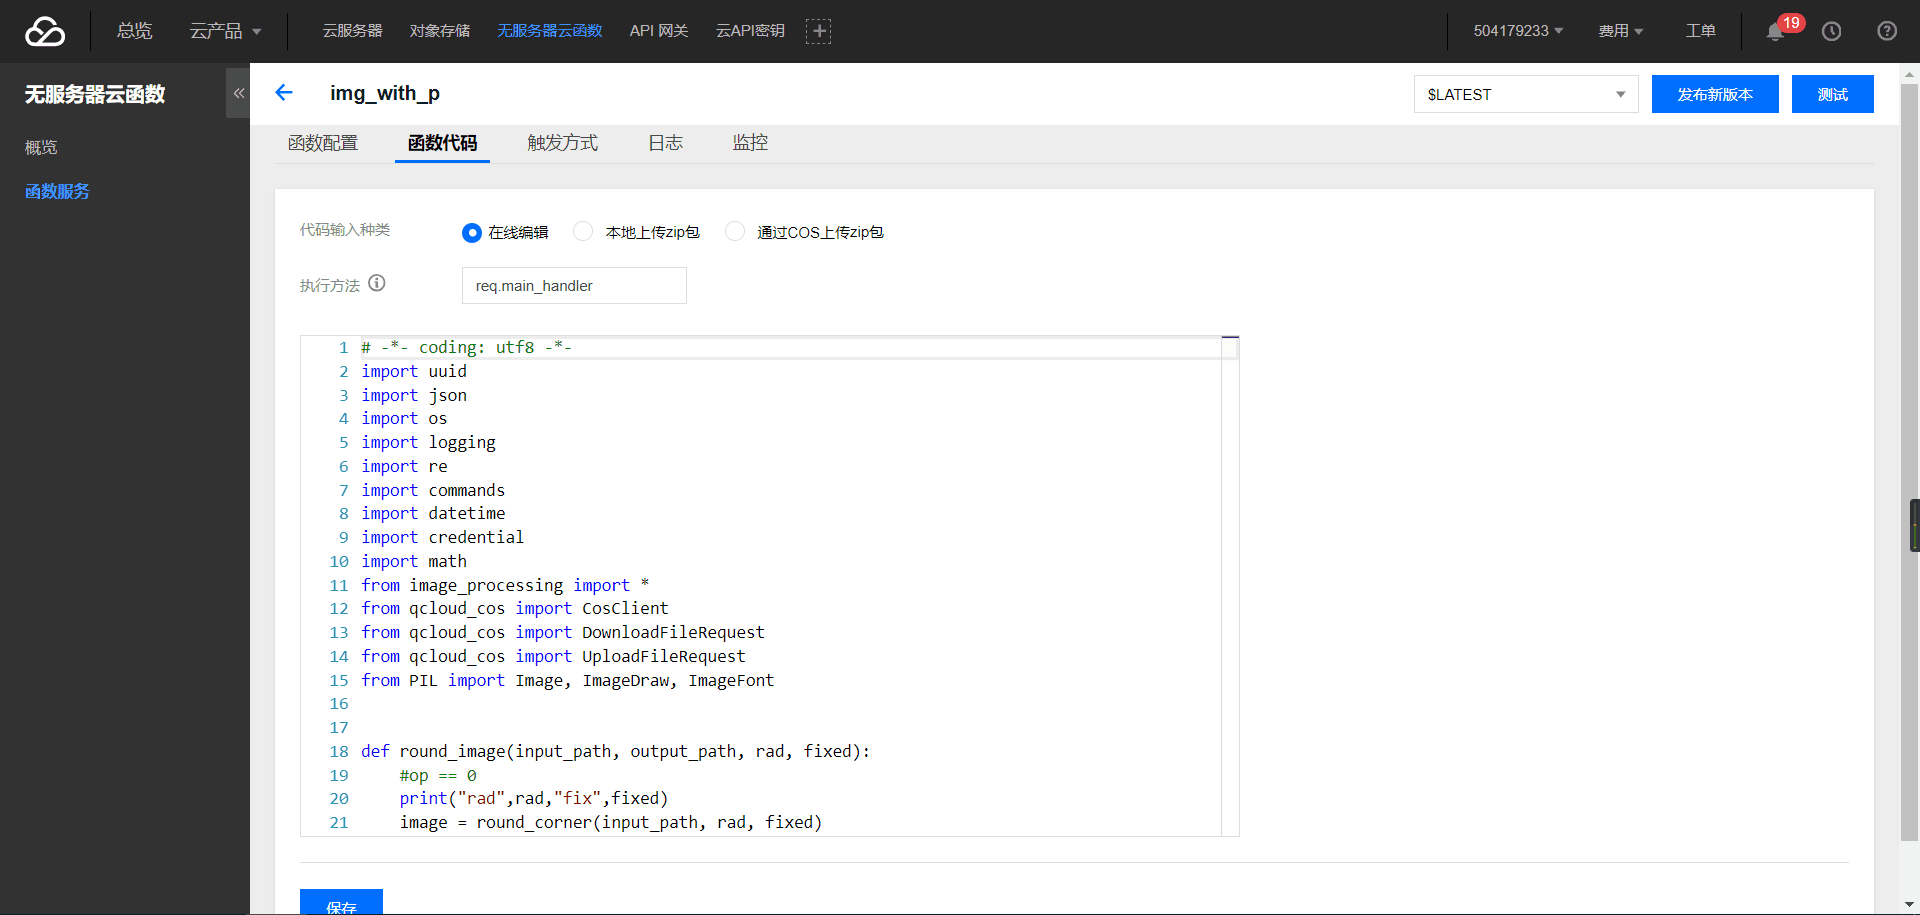 总览 云产品 云服务器 对象存储 无服务器云函数 API 网关 云API密钥 504179233 费用 工单 19
无服务器云函数
概览
函数服务
img_with_p $LATEST 发布新版本 测试
函数配置 函数代码 触发方式 日志 监控
代码输入种类 在线编辑 本地上传zip包 通过COS上传zip包
执行方法 req.main_handler
1 # -*- coding: utf8 -*-
2 import uuid
3 import json
4 import os
5 import logging
6 import re
7 import commands
8 import datetime
9 import credential
10 import math
11 from image_processing import *
12 from qcloud_cos import CosClient
13 from qcloud_cos import DownloadFileRequest
14 from qcloud_cos import UploadFileRequest
15 from PIL import Image, ImageDraw, ImageFont
16
17
18 def round_image(input_path, output_path, rad, fixed):
19     #op == 0
20     print("rad",rad,"fix",fixed)
21     image = round_corner(input_path, rad, fixed)
保存